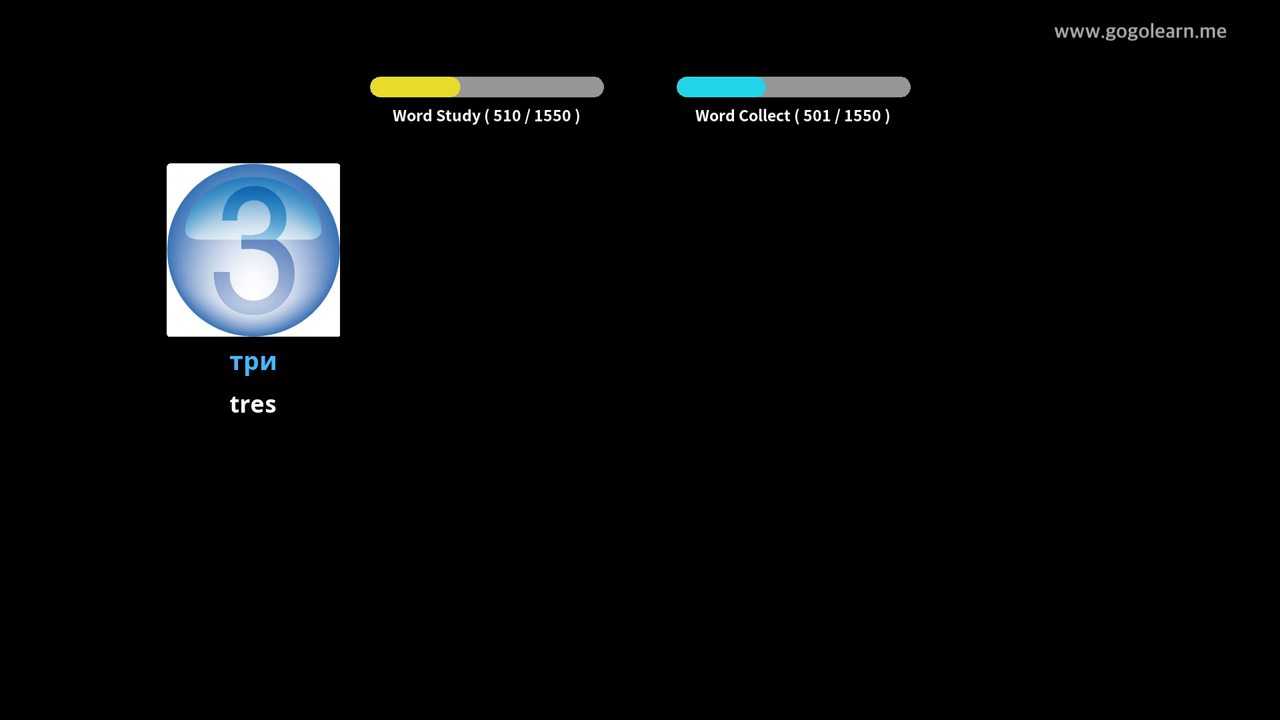 www.gogolearn.me
Word Study ( 510 / 1550 )
Word Collect ( 501 / 1550 )
3
три
tres